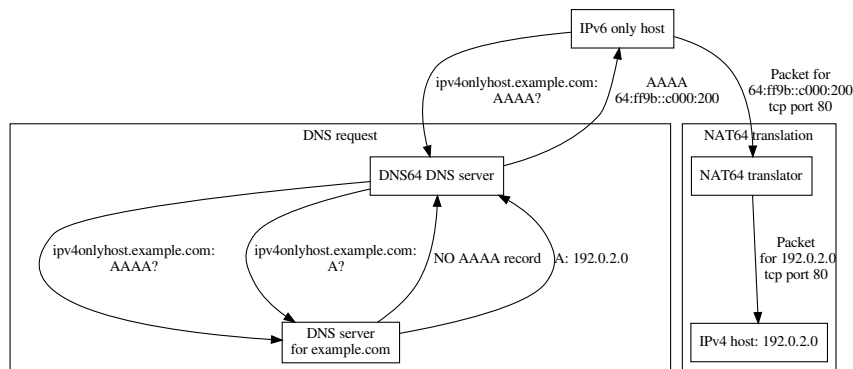 IPv6 only host
ipv4onlyhost.example.com:
AAAA?
AAAA
64:ff9b::c000:200
Packet for
64:ff9b::c000:200
tcp port 80
DNS request
NAT64 translation
DNS64 DNS server
NAT64 translator
ipv4onlyhost.example.com:
AAAA?
ipv4onlyhost.example.com:
A?
NO AAAA record
A: 192.0.2.0
Packet
for 192.0.2.0
tcp port 80
DNS server
for example.com
IPv4 host: 192.0.2.0